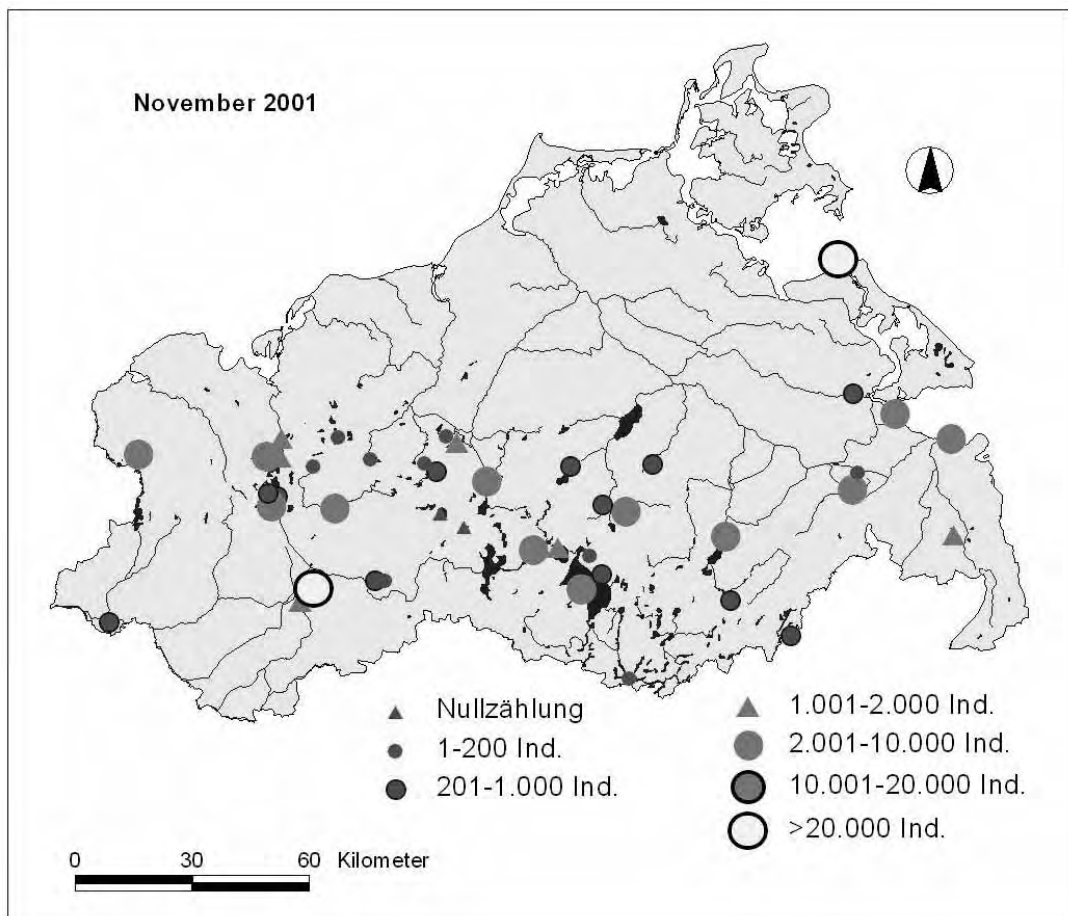 November 2001
Nullzählung
1-200 Ind.
201-1.000 Ind.
1.001-2.000 Ind.
2.001-10.000 Ind.
10.001-20.000 Ind.
>20.000 Ind.
0 30 60 Kilometer